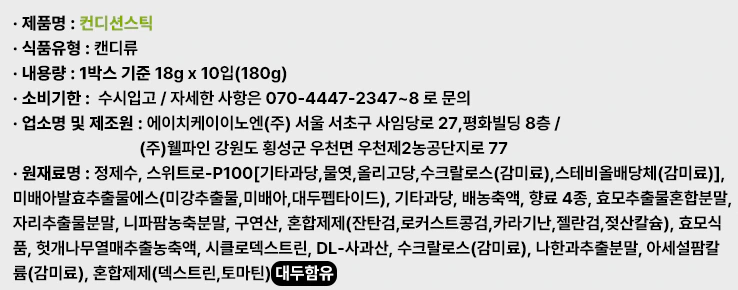 · 제품명 : 컨디션스틱
· 식품유형 : 캔디류
· 내용량 : 1박스 기준 18g x 10입(180g)
· 소비기한 : 수시입고 / 자세한 사항은 070-4447-2347~8 로 문의
· 업소명 및 제조원 : 에이치케이이노엔(주) 서울 서초구 사임당로 27,평화빌딩 8층 /
(주)웰파인 강원도 횡성군 우천면 우천제2농공단지로 77
· 원재료명 : 정제수, 스위트로-P100[기타과당,물엿,올리고당,수크랄로스(감미료),스테비올배당체(감미료)],
미배아발효추출물에스(미강추출물,미배아,대두펩타이드), 기타과당, 배농축액, 향료 4종, 효모추출물혼합분말,
자리추출물분말, 니파팜농축분말, 구연산, 혼합제제(잔탄검,로커스트콩검,카라기난,젤란검,젖산칼슘), 효모식
품, 헛개나무열매추출농축액, 시클로덱스트린, DL-사과산, 수크랄로스(감미료), 나한과추출분말, 아세설팜칼
륨(감미료), 혼합제제(덱스트린,토마틴) 대두함유